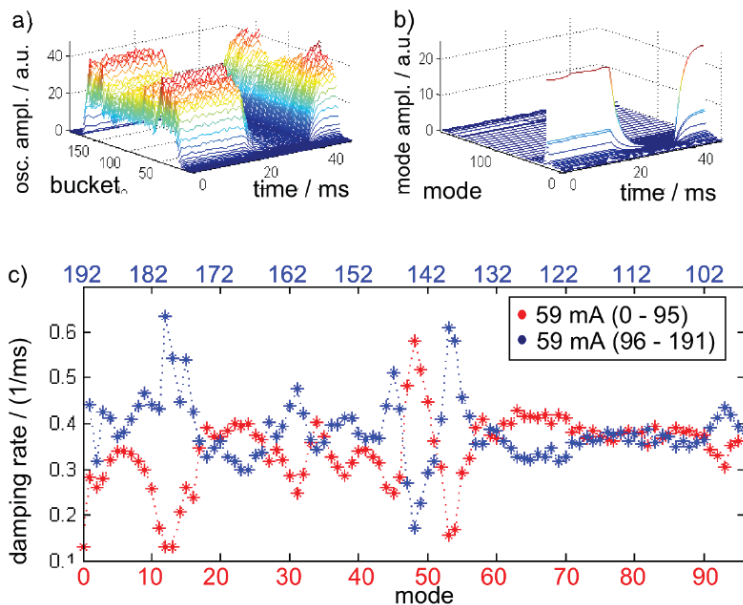 a)
osc. ampl. / a.u.
40
20
0
150
100
50
bucket
0
20
40
time / ms
b)
mode ampl. / a.u.
20
10
0
100
0
mode
0
20
40
time / ms
c)
192 182 172 162 152 142 132 122 112 102
damping rate / (1/ms)
0.6
0.5
0.4
0.3
0.2
0.1
59 mA (0 - 95)
59 mA (96 - 191)
0 10 20 30 40 50 60 70 80 90
mode